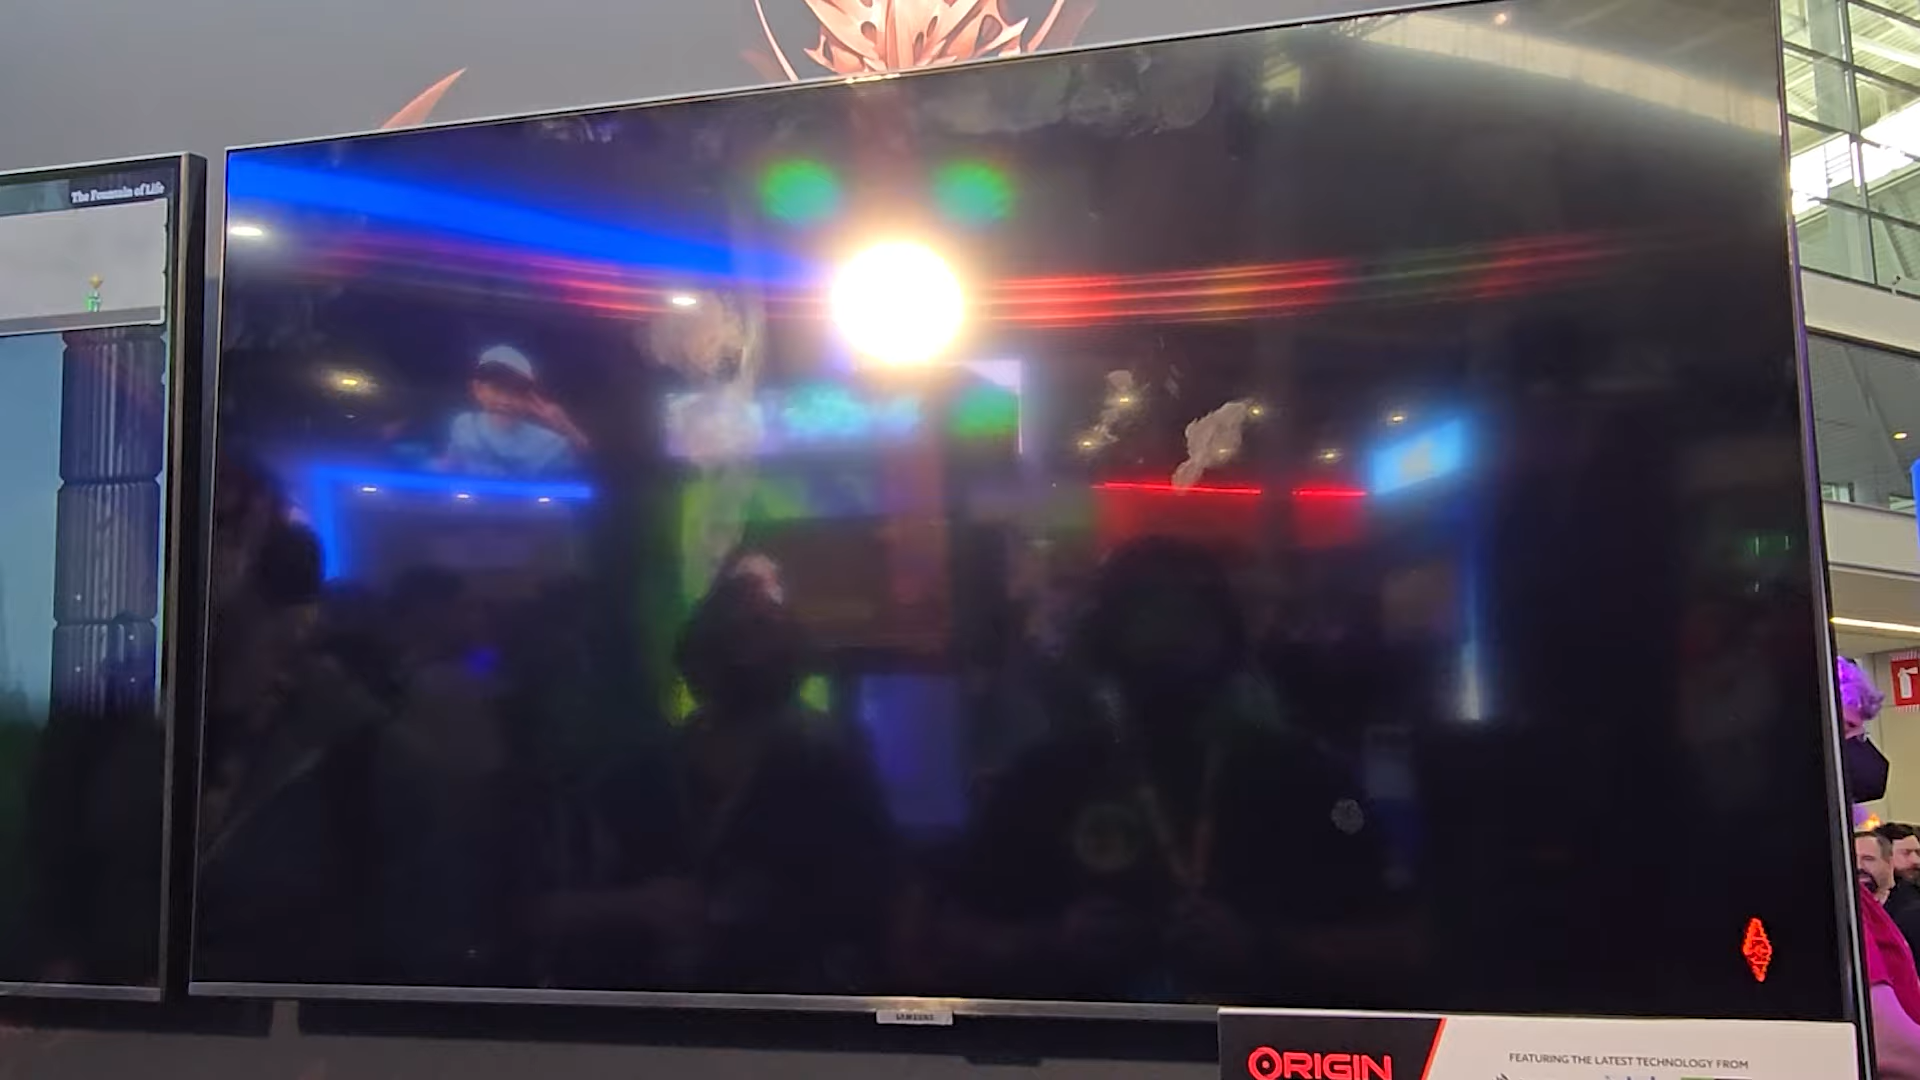 The Fountain of Life
SAMSUNG
ORIGIN
FEATURING THE LATEST TECHNOLOGY FROM